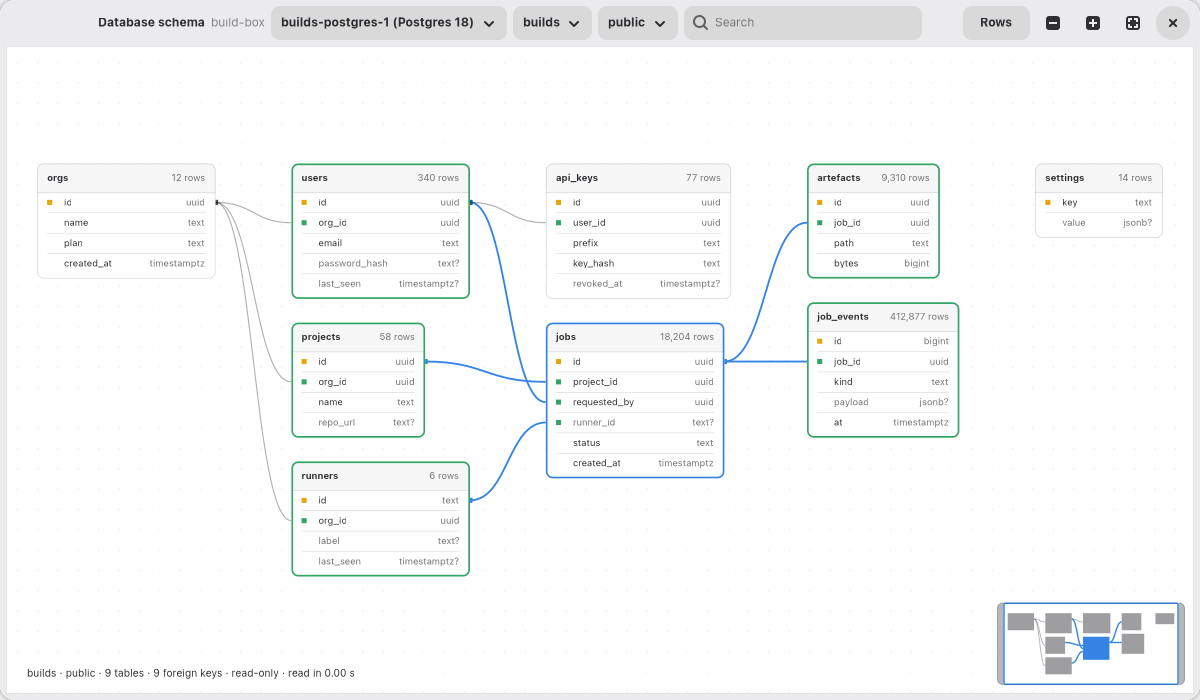 Database schema build-box builds-postgres-1 (Postgres 18) builds public Search Rows
orgs 12 rows
id uuid
name text
plan text
created_at timestamptz
users 340 rows
id uuid
org_id uuid
email text
password_hash text?
last_seen timestamptz?
api_keys 77 rows
id uuid
user_id uuid
prefix text
key_hash text
revoked_at timestamptz?
artefacts 9,310 rows
id uuid
job_id uuid
path text
bytes bigint
settings 14 rows
key text
value jsonb?
projects 58 rows
id uuid
org_id uuid
name text
repo_url text?
jobs 18,204 rows
id uuid
project_id uuid
requested_by uuid
runner_id text?
status text
created_at timestamptz
job_events 412,877 rows
id bigint
job_id uuid
kind text
payload jsonb?
at timestamptz
runners 6 rows
id text
org_id uuid
label text?
last_seen timestamptz?
builds · public · 9 tables · 9 foreign keys · read-only · read in 0.00 s